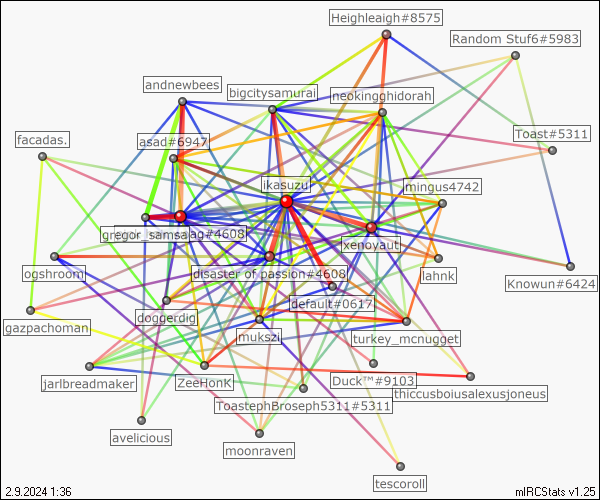 Heighleaigh#8575
Random Stuf6#5983
andnewbees
bigcitysamurai
neokingghidorah
facadas.
asad#6947
Toast#5311
ikasuzu
mingus4742
gregor_samsa
ag#4608
xenoyaut
ogshroom
disaster of passion#4608
lahnk
Knowun#6424
default#0617
gazpachoman
doggerdig
mukszi
turkey_mcnugget
jarlbreadmaker
ZeeHonK
Duck™#9103
thiccusboiusalexusjoneus
ToastephBroseph5311#5311
avelicious
moonraven
tescoroll
2.9.2024 1:36
mIRCStats v1.25